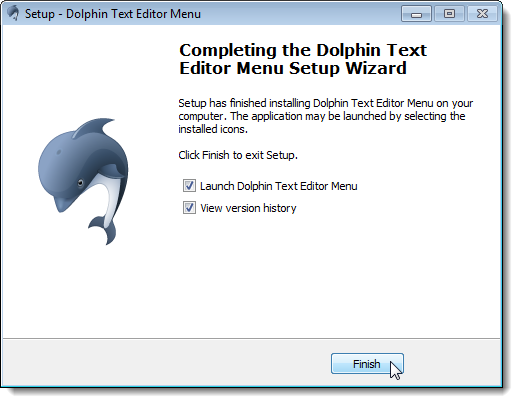 Setup - Dolphin Text Editor Menu
Completing the Dolphin Text
Editor Menu Setup Wizard
Setup has finished installing Dolphin Text Editor Menu on your
computer. The application may be launched by selecting the
installed icons.
Click Finish to exit Setup.
Launch Dolphin Text Editor Menu
View version history
Finish